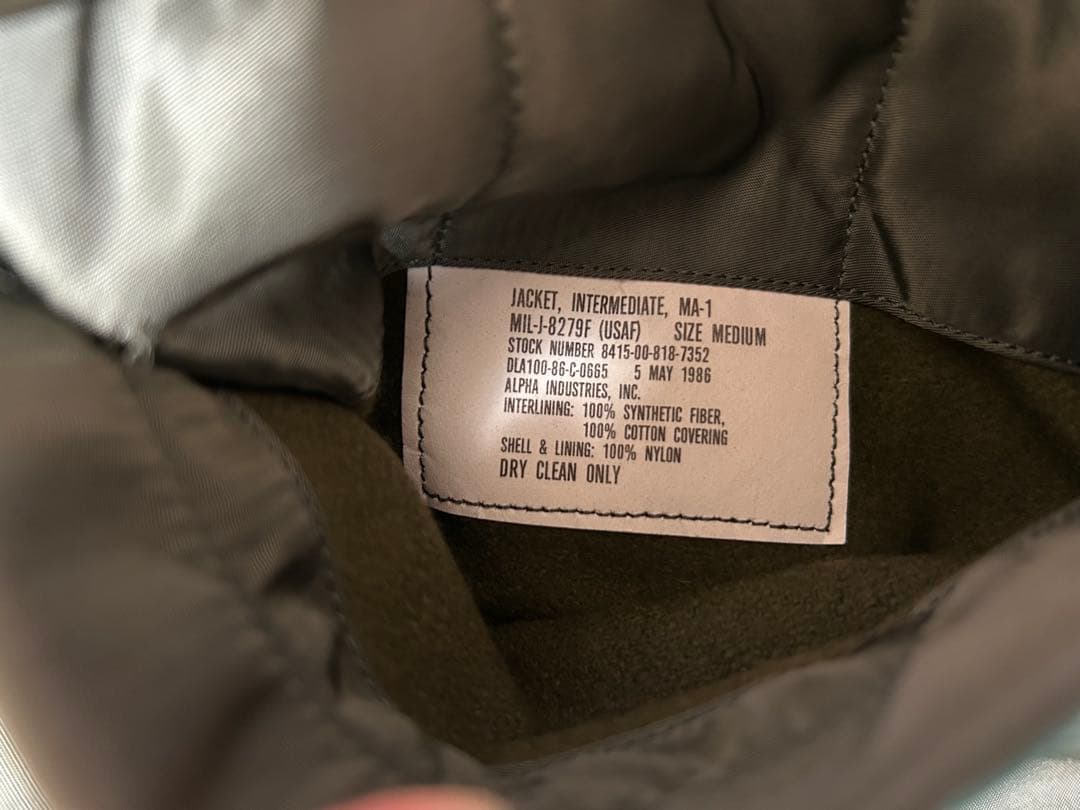 JACKET, INTERMEDIATE, MA-1
MIL-J-8279F (USAF) SIZE MEDIUM
STOCK NUMBER 8415-00-818-7352
DLA100-86-C-0665 5 MAY 1986
ALPHA INDUSTRIES, INC.
INTERLINING: 100% SYNTHETIC FIBER,
100% COTTON COVERING
SHELL & LINING: 100% NYLON
DRY CLEAN ONLY